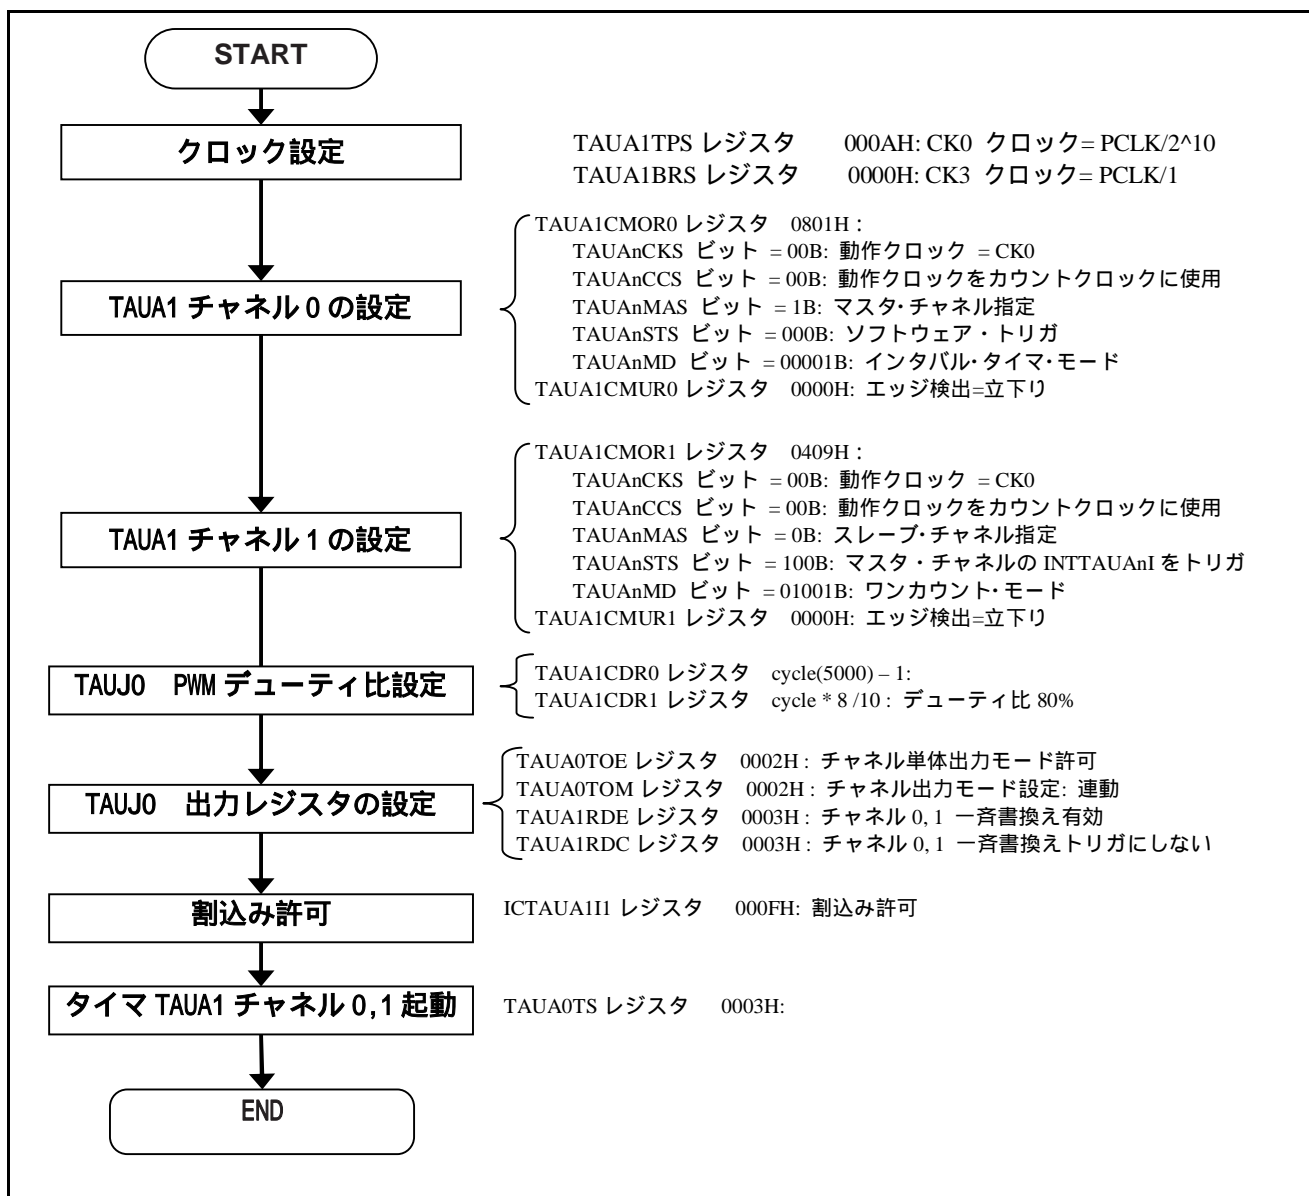 START
クロック設定
TAUA1TPS レジスタ 000AH: CK0 クロック= PCLK/2^10
TAUA1BRS レジスタ 0000H: CK3 クロック= PCLK/1
TAUA1 チャネル 0 の設定
TAUA1CMOR0 レジスタ 0801H :
TAUAnCKS ビット = 00B: 動作クロック = CK0
TAUAnCCS ビット = 00B: 動作クロックをカウントクロックに使用
TAUAnMAS ビット = 1B: マスタ・チャネル指定
TAUAnSTS ビット = 000B: ソフトウェア・トリガ
TAUAnMD ビット = 00001B: インタバル・タイマ・モード
TAUA1CMUR0 レジスタ 0000H: エッジ検出=立下り
TAUA1 チャネル 1 の設定
TAUA1CMOR1 レジスタ 0409H :
TAUAnCKS ビット = 00B: 動作クロック = CK0
TAUAnCCS ビット = 00B: 動作クロックをカウントクロックに使用
TAUAnMAS ビット = 0B: スレーブ・チャネル指定
TAUAnSTS ビット = 100B: マスタ・チャネルの INTTAUAnI をトリガ
TAUAnMD ビット = 01001B: ワンカウント・モード
TAUA1CMUR1 レジスタ 0000H: エッジ検出=立下り
TAUJ0 PWM デューティ比設定
TAUA1CDR0 レジスタ cycle(5000) – 1:
TAUA1CDR1 レジスタ cycle * 8 /10 : デューティ比 80%
TAUJ0 出力レジスタの設定
TAUA0TOE レジスタ 0002H : チャネル単体出力モード許可
TAUA0TOM レジスタ 0002H : チャネル出力モード設定: 連動
TAUA1RDE レジスタ 0003H : チャネル 0, 1 一斉書換え有効
TAUA1RDC レジスタ 0003H : チャネル 0, 1 一斉書換えトリガにしない
割込み許可
ICTAUA1I1 レジスタ 000FH: 割込み許可
タイマ TAUA1 チャネル 0,1 起動
TAUA0TS レジスタ 0003H:
END